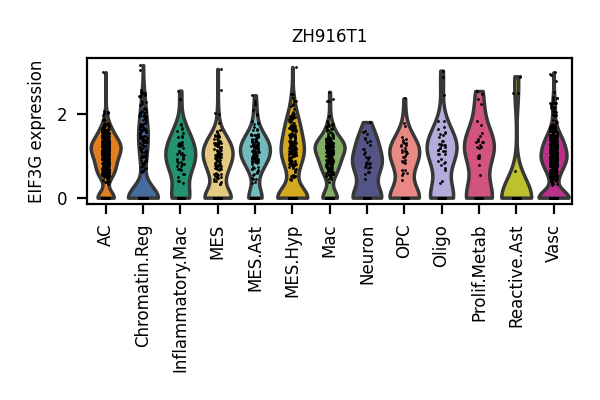 ZH916T1
EIF3G expression
2
0
AC
Chromatin.Reg
Inflammatory.Mac
MES
MES.Ast
MES.Hyp
Mac
Neuron
OPC
Oligo
Prolif.Metab
Reactive.Ast
Vasc